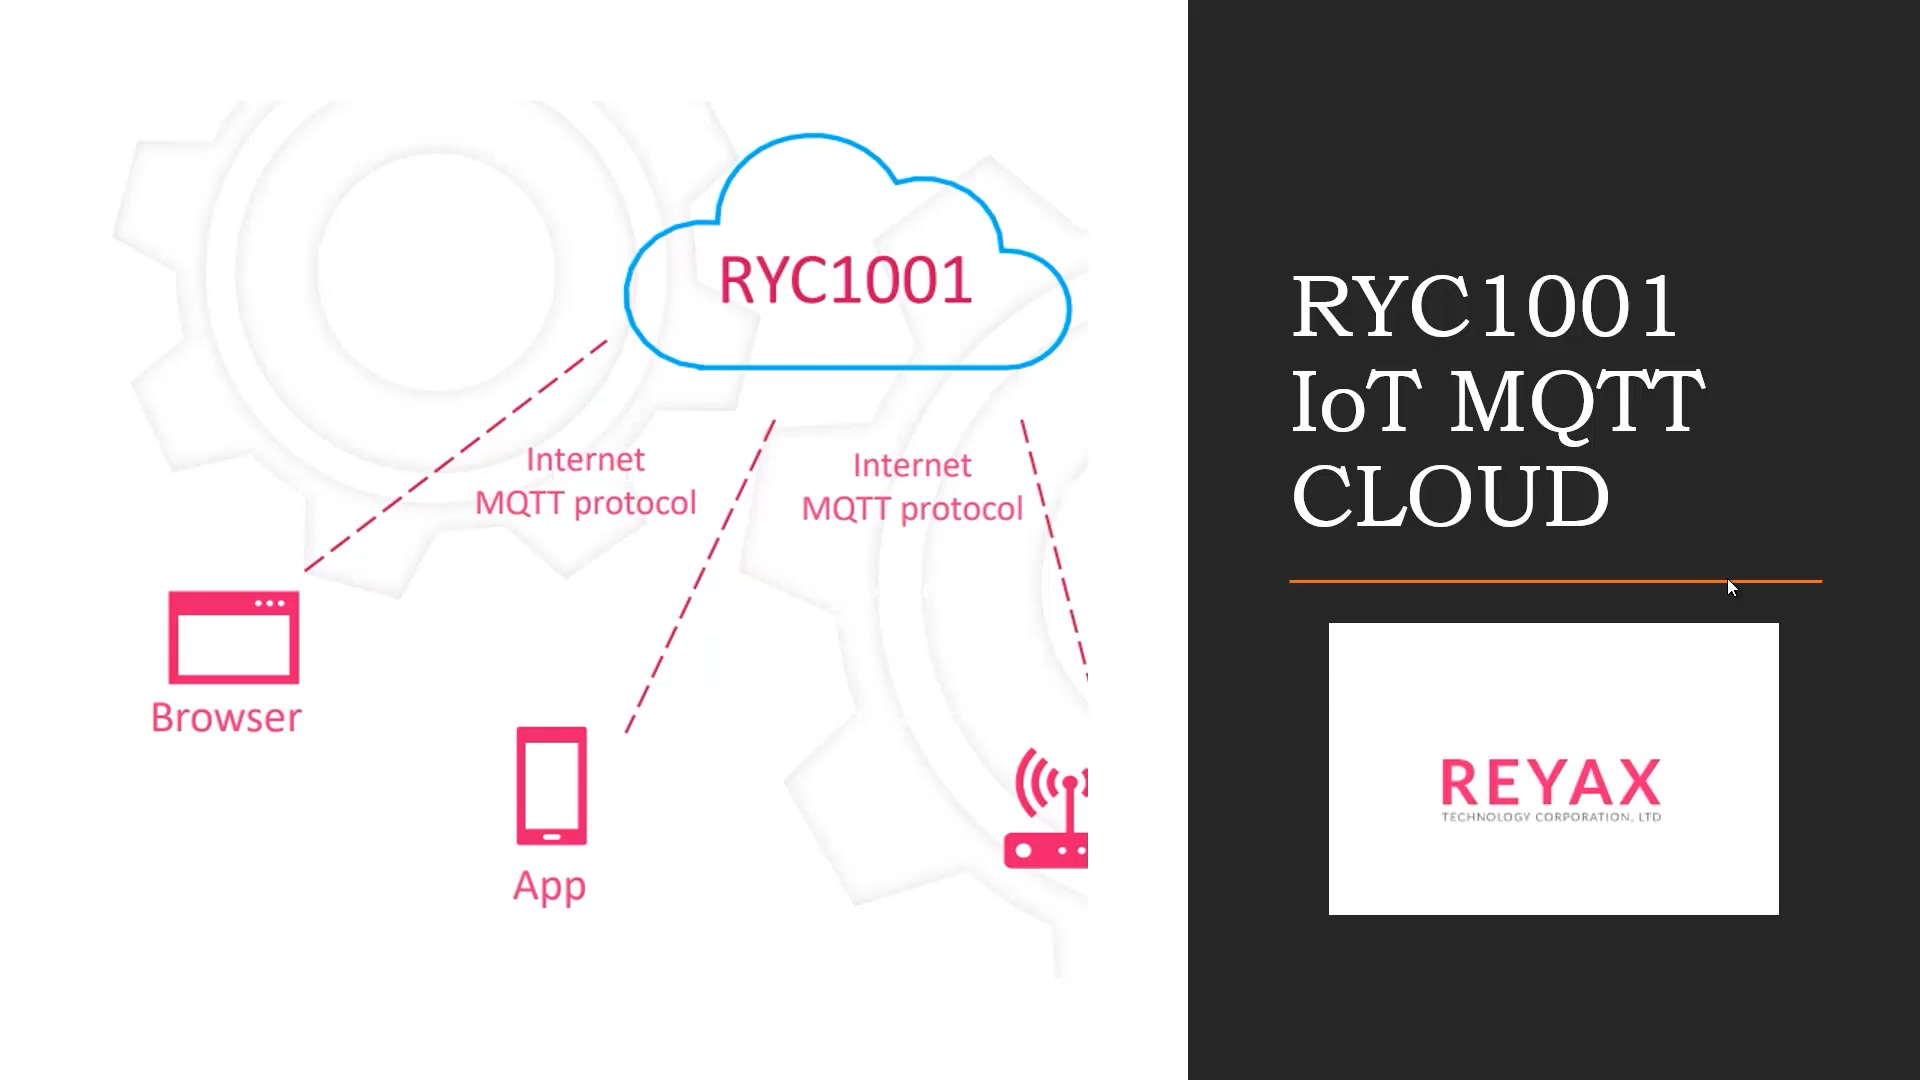 RYC1001
Internet
MQTT protocol
Internet
MQTT protocol
Browser
App
RYC1001
IoT MQTT
CLOUD
REYAX
TECHNOLOGY CORPORATION, LTD